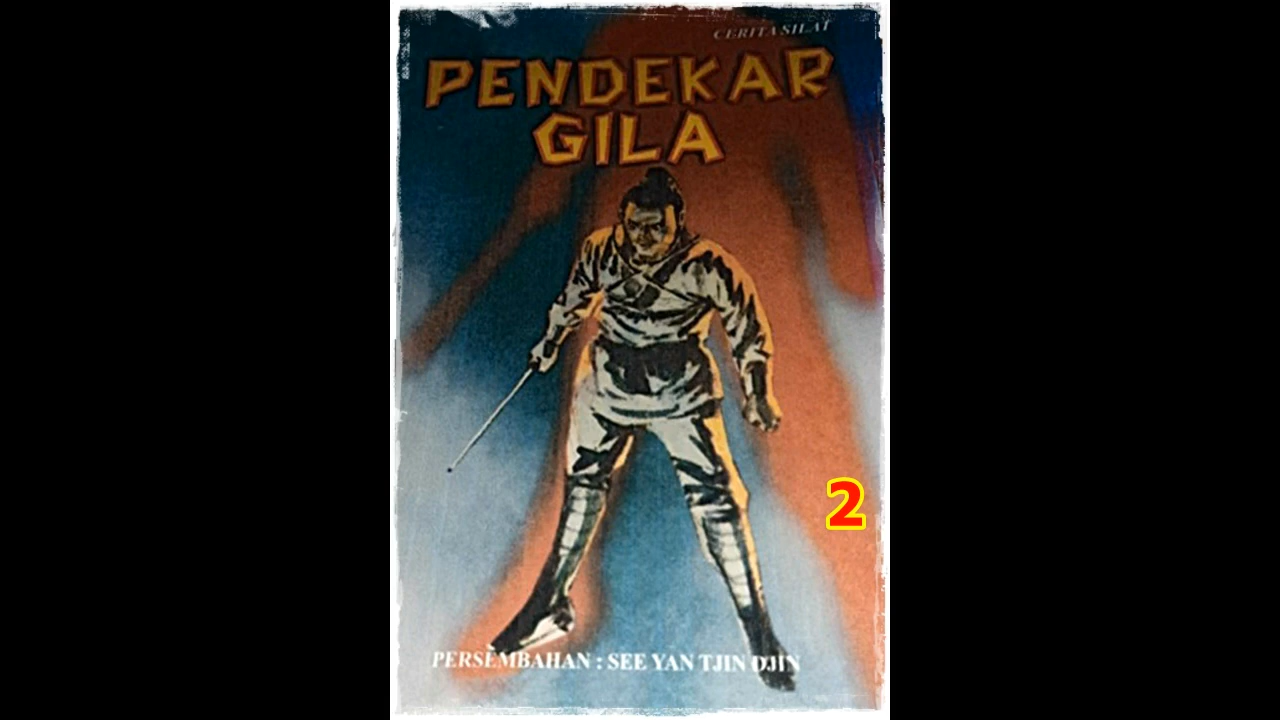 CERITA SILAT
PENDEKAR
GILA
2
PERSEMBAHAN : SEE YAN TJIN DJIN